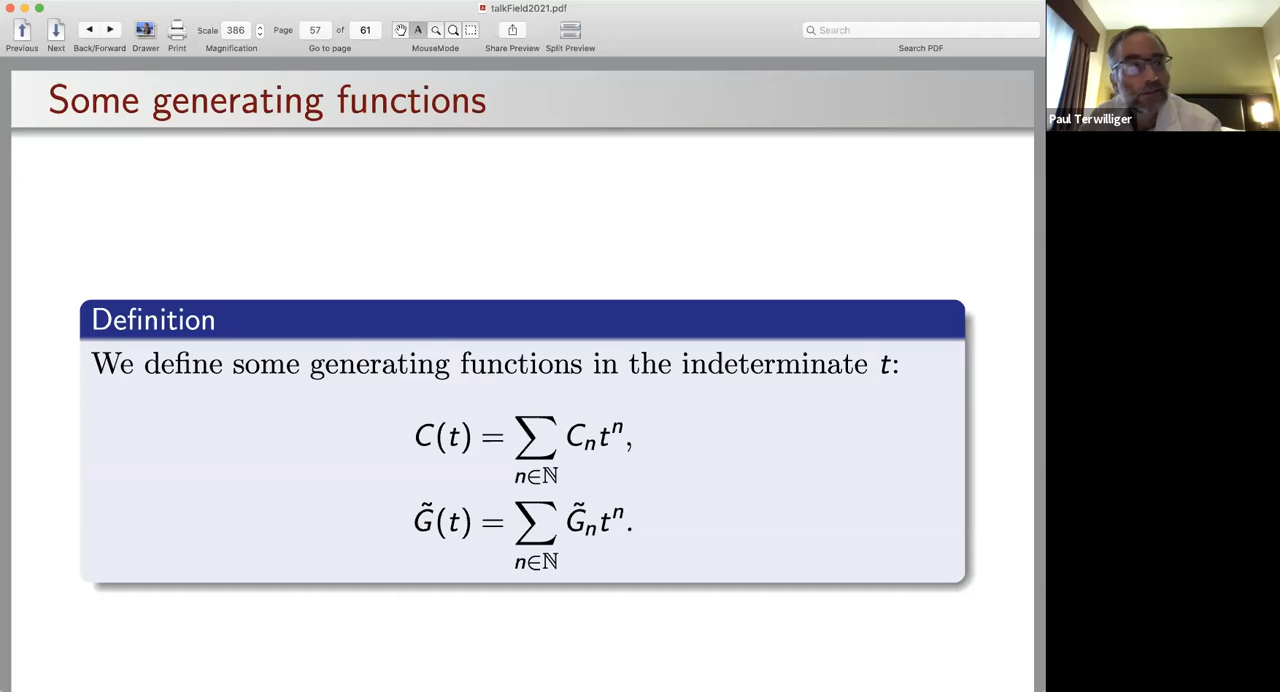 talkField2021.pdf
Scale 386 Page 57 of 61 A Search
Previous Next Back/Forward Drawer Print Magnification Go to page MouseMode Share Preview Split Preview Search PDF
Some generating functions
Paul Terwilliger
Definition
We define some generating functions in the indeterminate t:
C(t) = ∑ Cₙtⁿ,
n∈ℕ
G̃(t) = ∑ G̃ₙtⁿ.
n∈ℕ